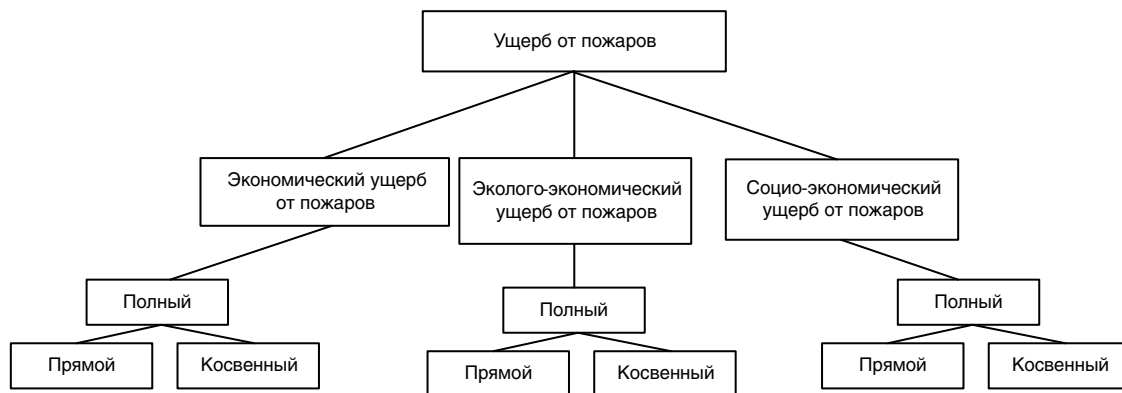 Ущерб от пожаров
Экономический ущерб
от пожаров
Эколого-экономический
ущерб от пожаров
Социо-экономический
ущерб от пожаров
Полный
Полный
Полный
Прямой
Косвенный
Прямой
Косвенный
Прямой
Косвенный